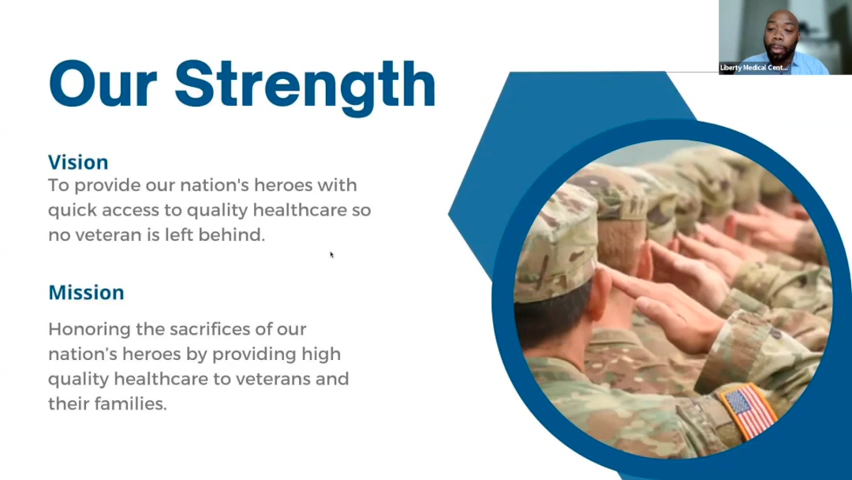 Liberty Medical Cent...
Our Strength
Vision
To provide our nation's heroes with
quick access to quality healthcare so
no veteran is left behind.
Mission
Honoring the sacrifices of our
nation's heroes by providing high
quality healthcare to veterans and
their families.